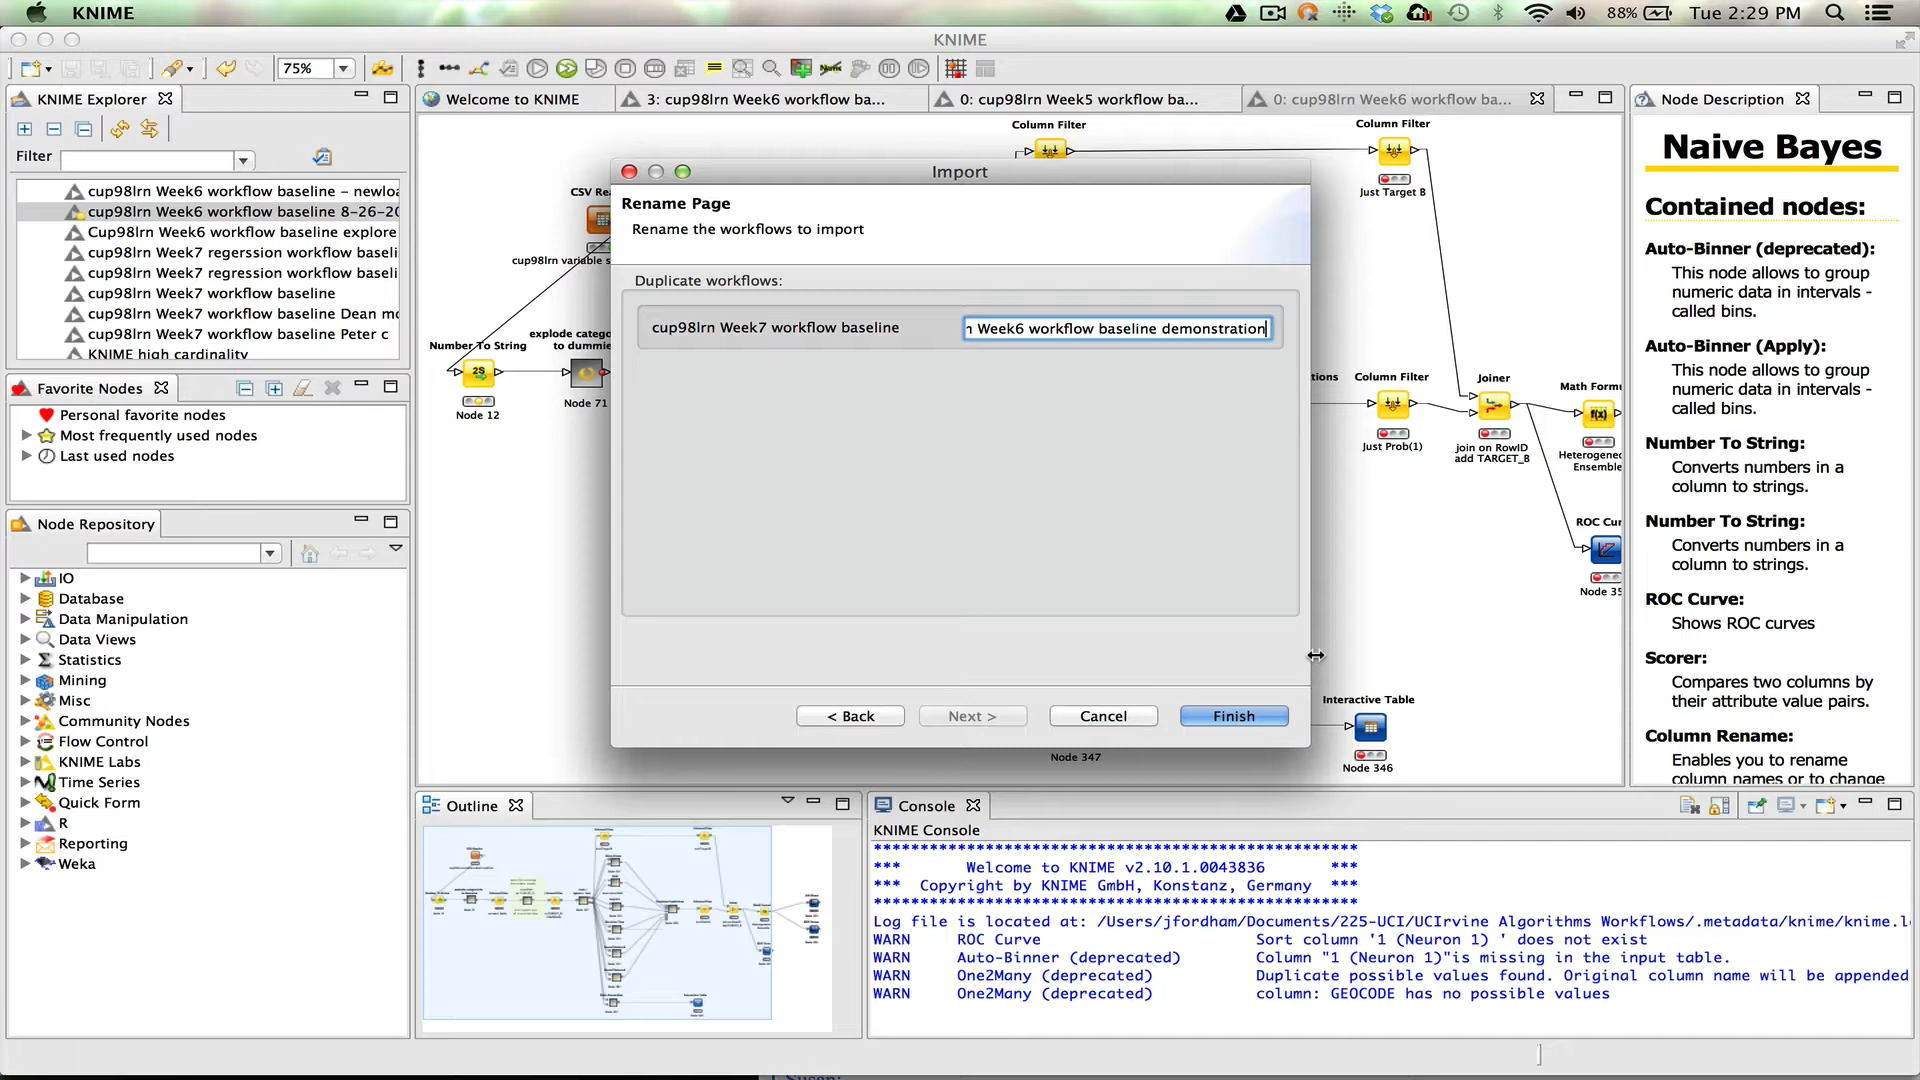 KNIME
88%
Tue 2:29 PM
KNIME
75%
KNIME Explorer
Welcome to KNIME
3: cup98lrn Week6 workflow ba...
0: cup98lrn Week5 workflow ba...
0: cup98lrn Week6 workflow ba...
Node Description
Filter
cup98lrn Week6 workflow baseline – newloa
cup98lrn Week6 workflow baseline 8-26-20
Cup98lrn Week6 workflow baseline explore
cup98lrn Week7 regerssion workflow baseli
cup98lrn Week7 regrssion workflow baseli
cup98lrn Week7 workflow baseline
cup98lrn Week7 workflow baseline Dean mo
cup98lrn Week7 workflow baseline Peter c
KNIME high cardinality
Favorite Nodes
Personal favorite nodes
Most frequently used nodes
Last used nodes
Node Repository
IO
Database
Data Manipulation
Data Views
Statistics
Mining
Misc
Community Nodes
Flow Control
KNIME Labs
Time Series
Quick Form
R
Reporting
Weka
Column Filter
Column Filter
Just Target B
CSV Rea
cup98lrn variable s
Number To String
Node 12
explode catego
to dummie
Node 71
Import
Rename Page
Rename the workflows to import
Duplicate workflows:
cup98lrn Week7 workflow baseline
n Week6 workflow baseline demonstration
< Back
Next >
Cancel
Finish
tions
Column Filter
Just Prob(1)
Joiner
join on RowID
add TARGET_B
Math Formu
Heterogene
Ensemble
ROC Cur
Node 35
Interactive Table
Node 346
Node 347
Naive Bayes
Contained nodes:
Auto-Binner (deprecated):
This node allows to group
numeric data in intervals -
called bins.
Auto-Binner (Apply):
This node allows to group
numeric data in intervals -
called bins.
Number To String:
Converts numbers in a
column to strings.
Number To String:
Converts numbers in a
column to strings.
ROC Curve:
Shows ROC curves
Scorer:
Compares two columns by
their attribute value pairs.
Column Rename:
Enables you to rename
column names or to change
Outline
Console
KNIME Console
*****************************************************
*** Welcome to KNIME v2.10.1.0043836 ***
*** Copyright by KNIME GmbH, Konstanz, Germany ***
*****************************************************
Log file is located at: /Users/jfordham/Documents/225-UCI/UCIrvine Algorithms Workflows/.metadata/knime/knime.l
WARN ROC Curve Sort column '1 (Neuron 1) ' does not exist
WARN Auto-Binner (deprecated) Column "1 (Neuron 1)"is missing in the input table.
WARN One2Many (deprecated) Duplicate possible values found. Original column name will be appended
WARN One2Many (deprecated) column: GEOCODE has no possible values